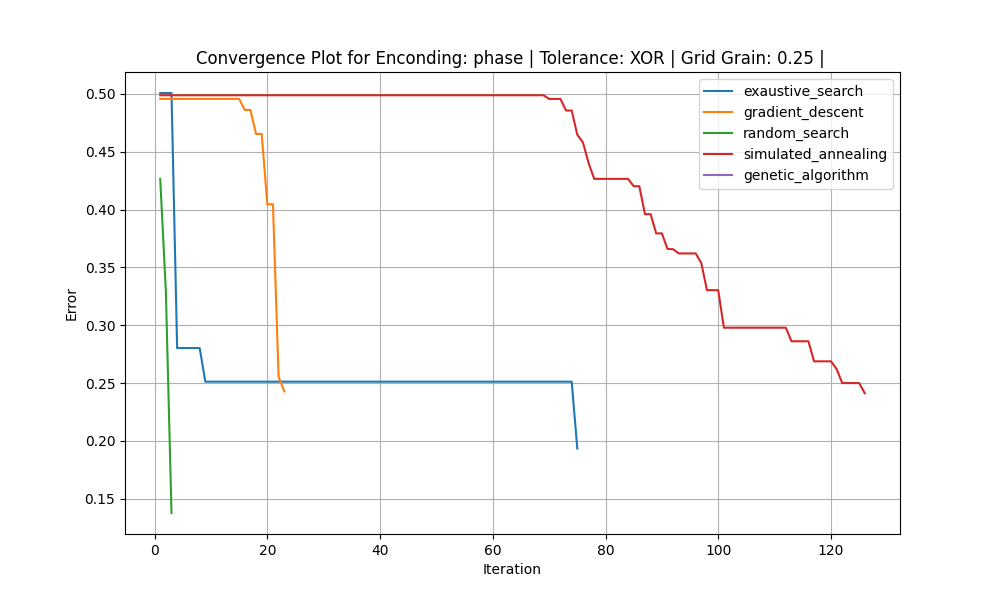 Convergence Plot for Enconding: phase | Tolerance: XOR | Grid Grain: 0.25 |
exaustive_search
gradient_descent
random_search
simulated_annealing
genetic_algorithm
Error
0.50
0.45
0.40
0.35
0.30
0.25
0.20
0.15
0 20 40 60 80 100 120
Iteration